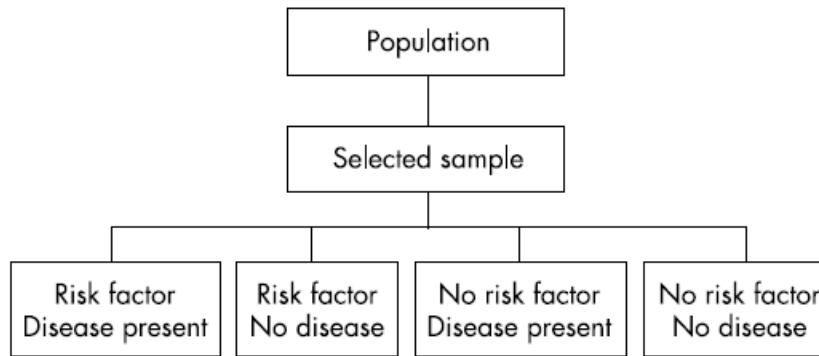 Population
Selected sample
Risk factor
Disease present
Risk factor
No disease
No risk factor
Disease present
No risk factor
No disease